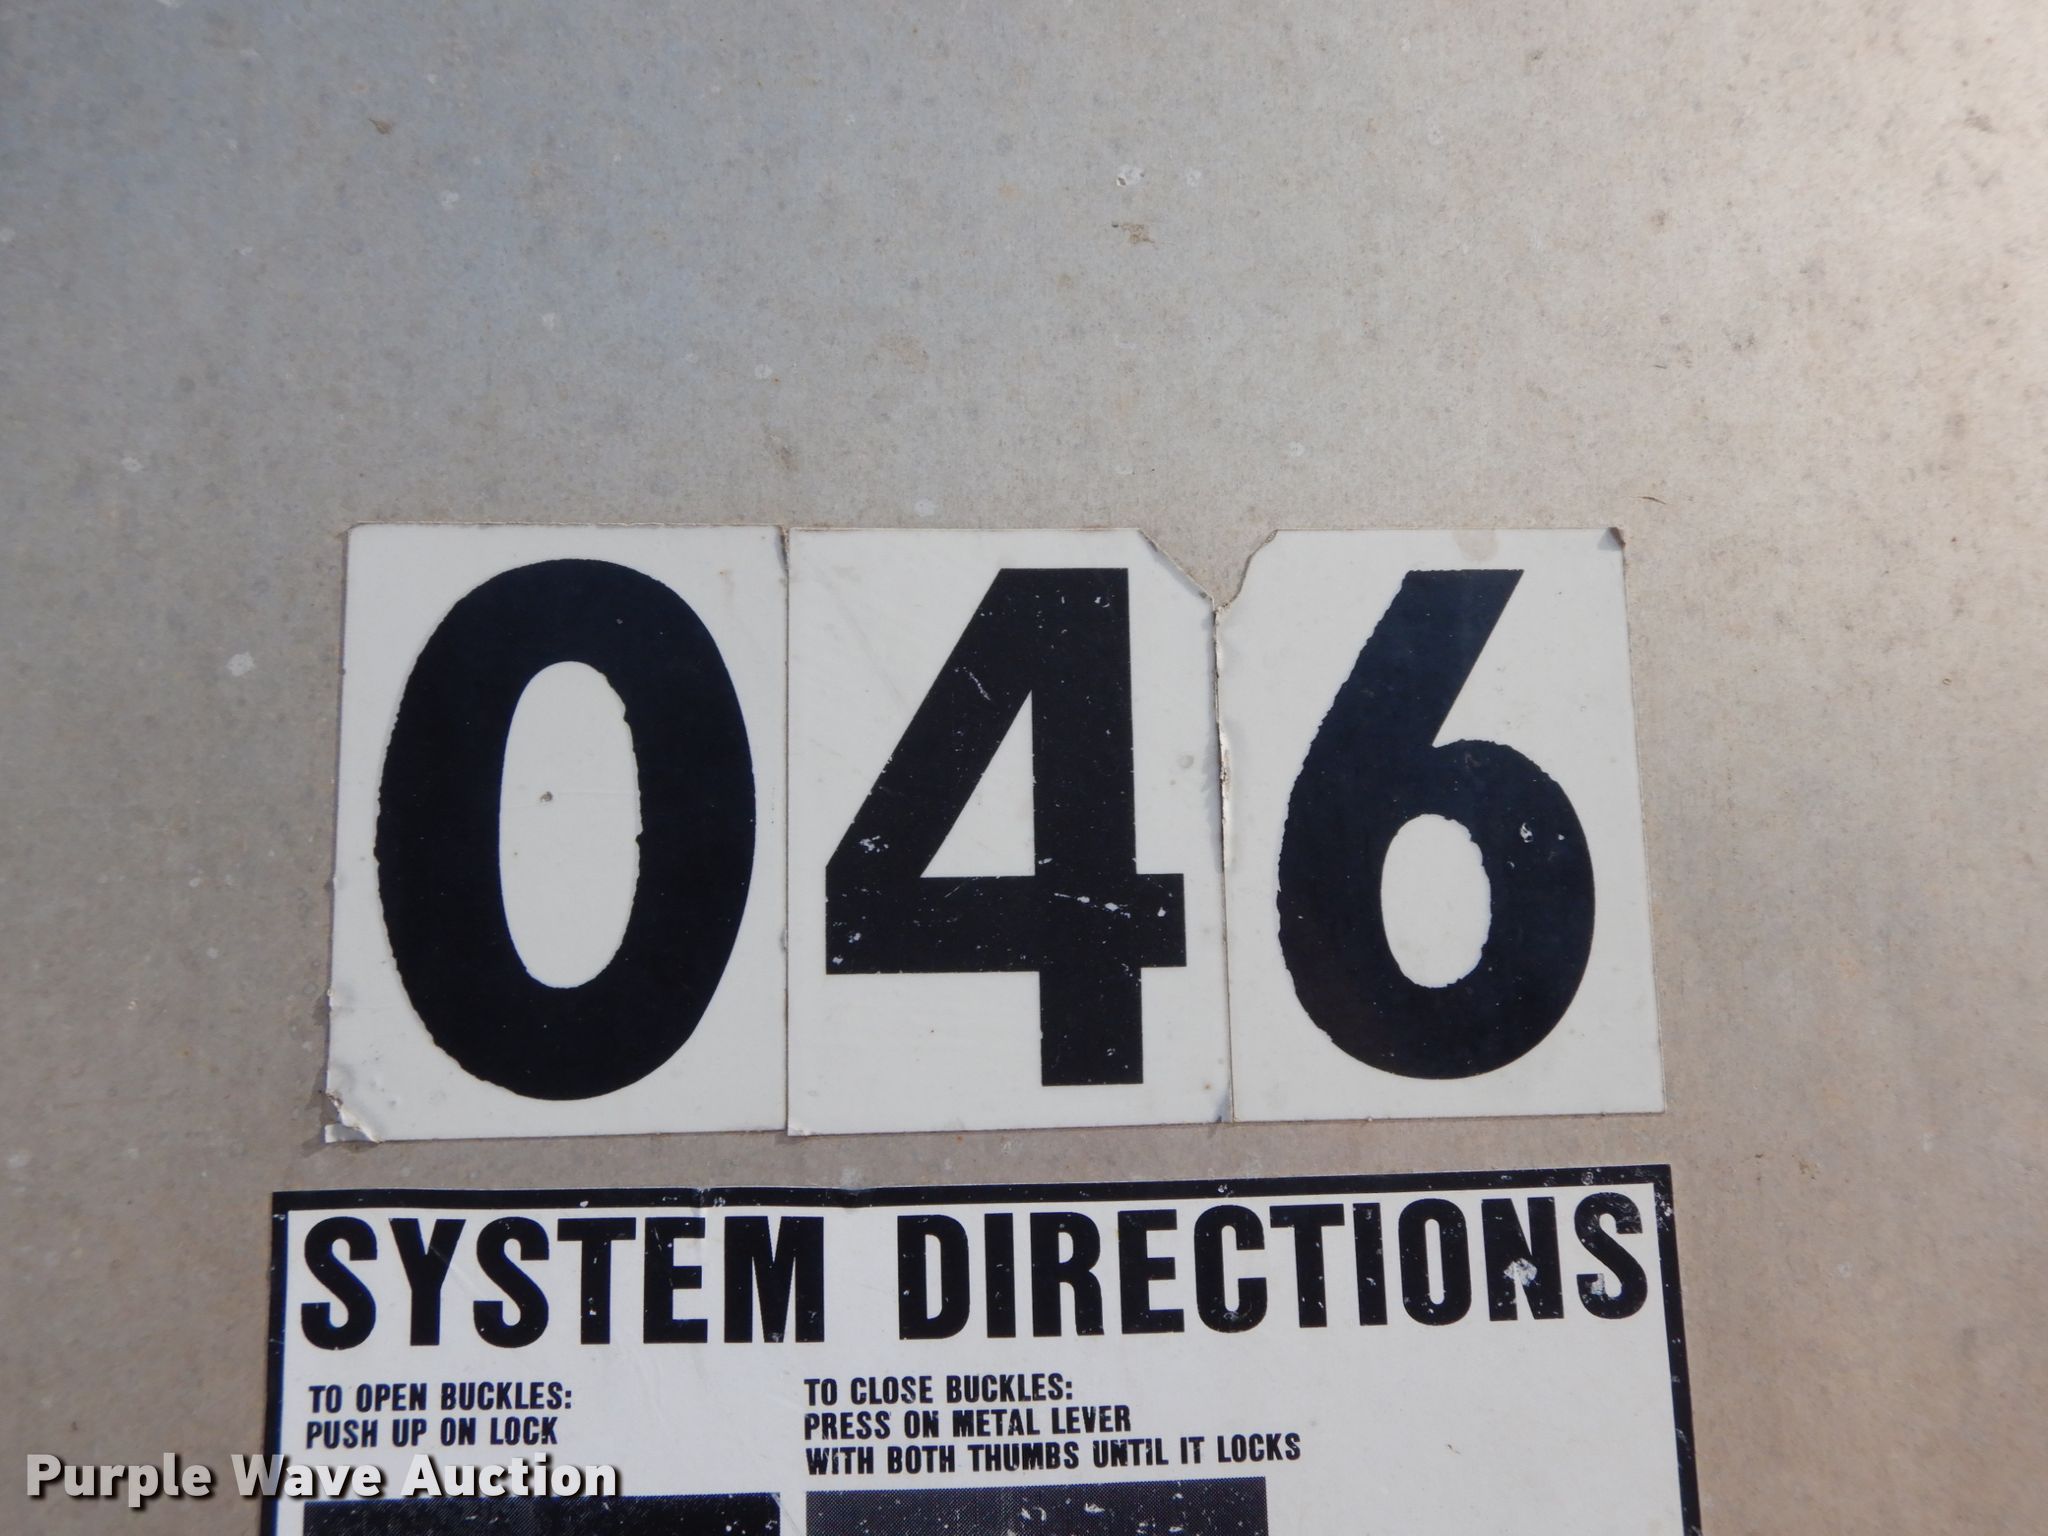 046
SYSTEM DIRECTIONS
TO OPEN BUCKLES:
PUSH UP ON LOCK
TO CLOSE BUCKLES:
PRESS ON METAL LEVER
WITH BOTH THUMBS UNTIL IT LOCKS
Purple Wave Auction